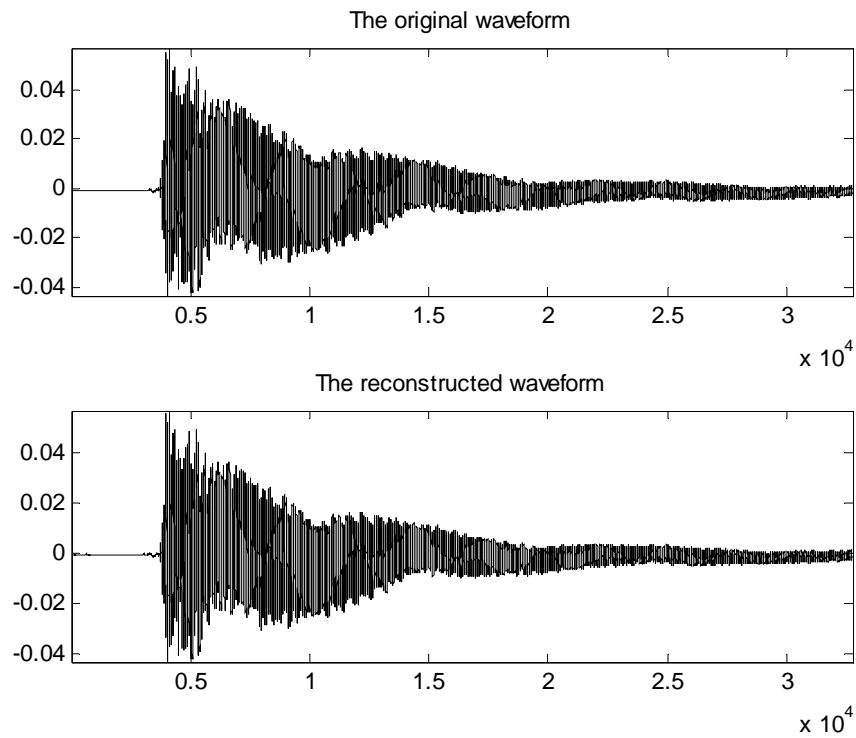 The original waveform
0.04
0.02
0
-0.02
-0.04
0.5 1 1.5 2 2.5 3
x 10^4
The reconstructed waveform
0.04
0.02
0
-0.02
-0.04
0.5 1 1.5 2 2.5 3
x 10^4